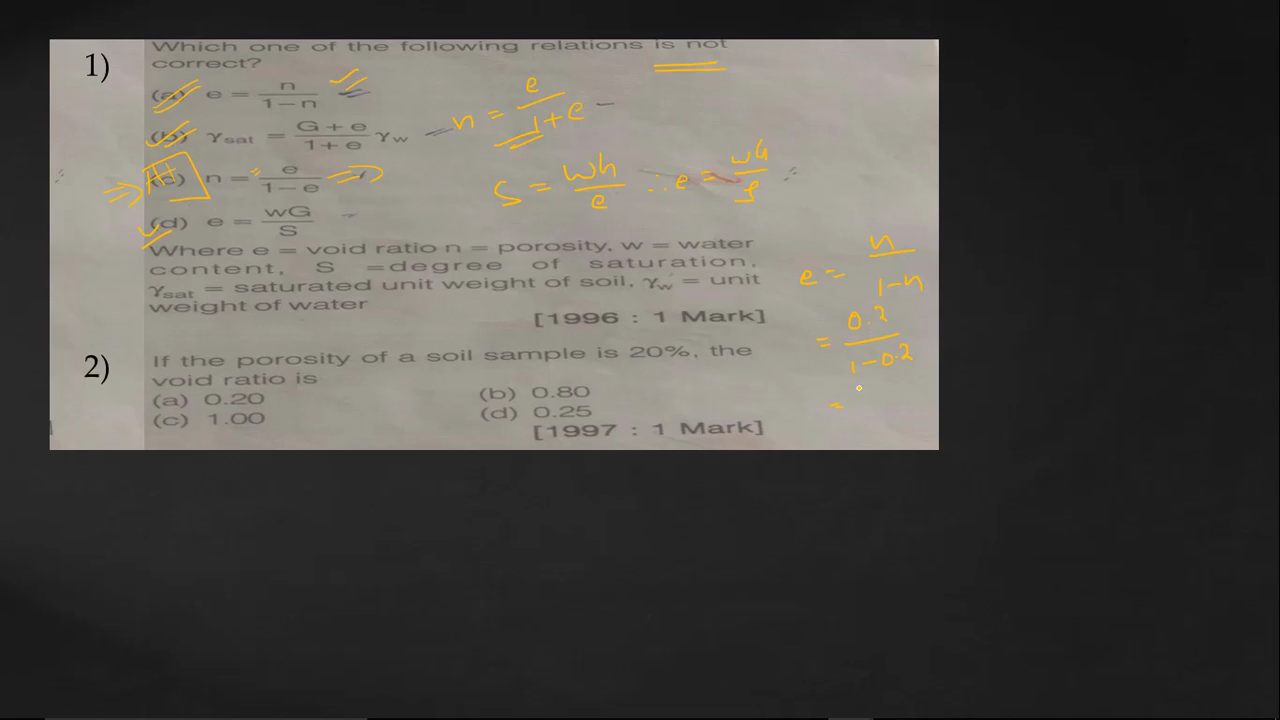 1)
Which one of the following relations is not
correct?
(a) e = n / 1-n
(b) γsat = G+e / 1+e γw
n = e / 1+e
(c) n = e / 1-e
S = wG / e ∴ e = wG / S
(d) e = wG / S
Where e = void ratio n = porosity, w = water
content, S =degree of saturation,
γsat = saturated unit weight of soil, γw = unit
weight of water
[1996 : 1 Mark]
e = n / 1-n
= 0.2 / 1-0.2
=
2)
If the porosity of a soil sample is 20%, the
void ratio is
(a) 0.20 (b) 0.80
(c) 1.00 (d) 0.25
[1997 : 1 Mark]